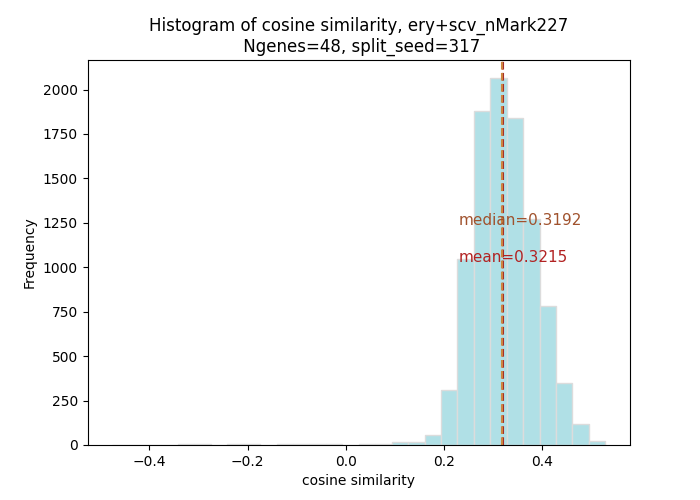 Histogram of cosine similarity, ery+scv_nMark227
Ngenes=48, split_seed=317
2000
1750
1500
1250
1000
750
500
250
0
Frequency
median=0.3192
mean=0.3215
−0.4
−0.2
0.0
0.2
0.4
cosine similarity